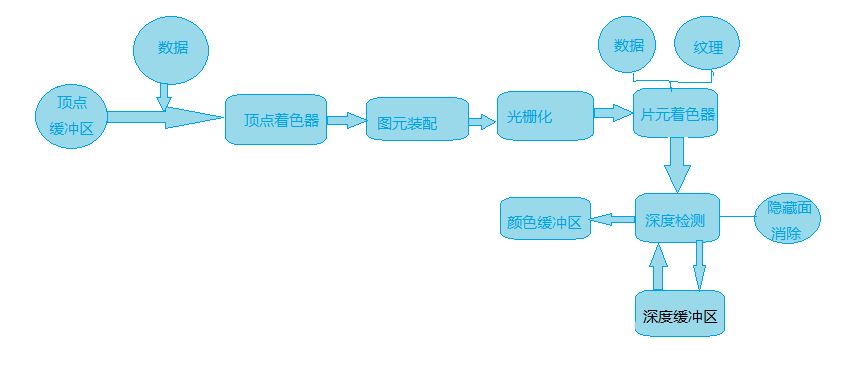 数据
数据
纹理
顶点
缓冲区
顶点着色器
图元装配
光栅化
片元着色器
颜色缓冲区
深度检测
隐藏面
消除
深度缓冲区